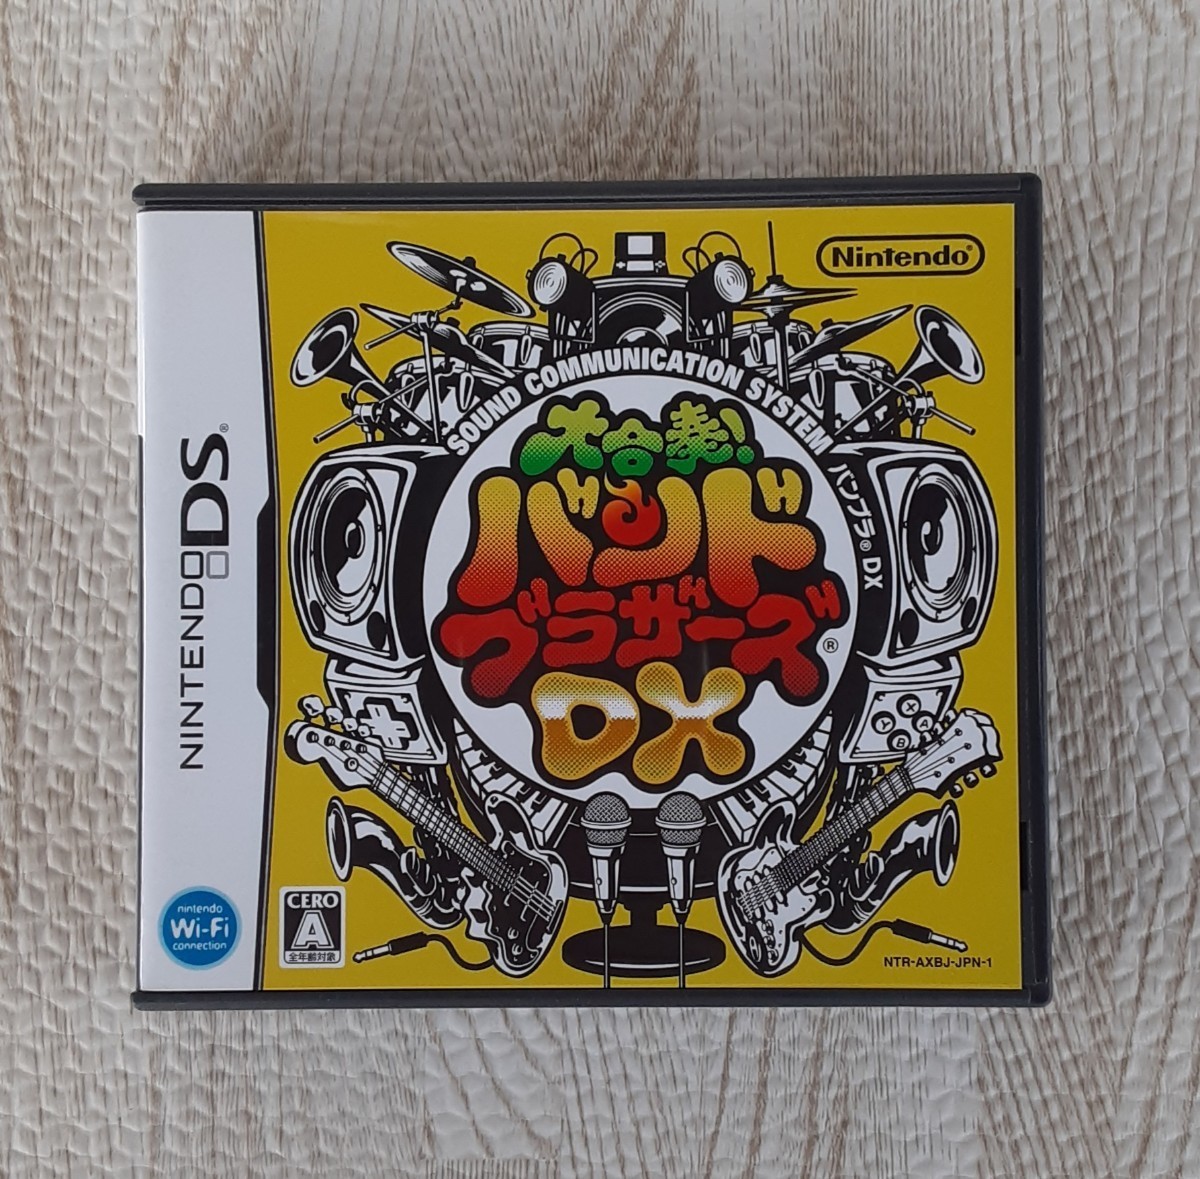 NINTENDO DS®
nintendo
Wi-Fi
connection
Nintendo®
SOUND COMMUNICATION SYSTEM
バンブラ® DX
大合奏!
バンド
ブラザーズ®
DX
X
Y
A
B
CERO
A
全年齢対象
NTR-AXBJ-JPN-1